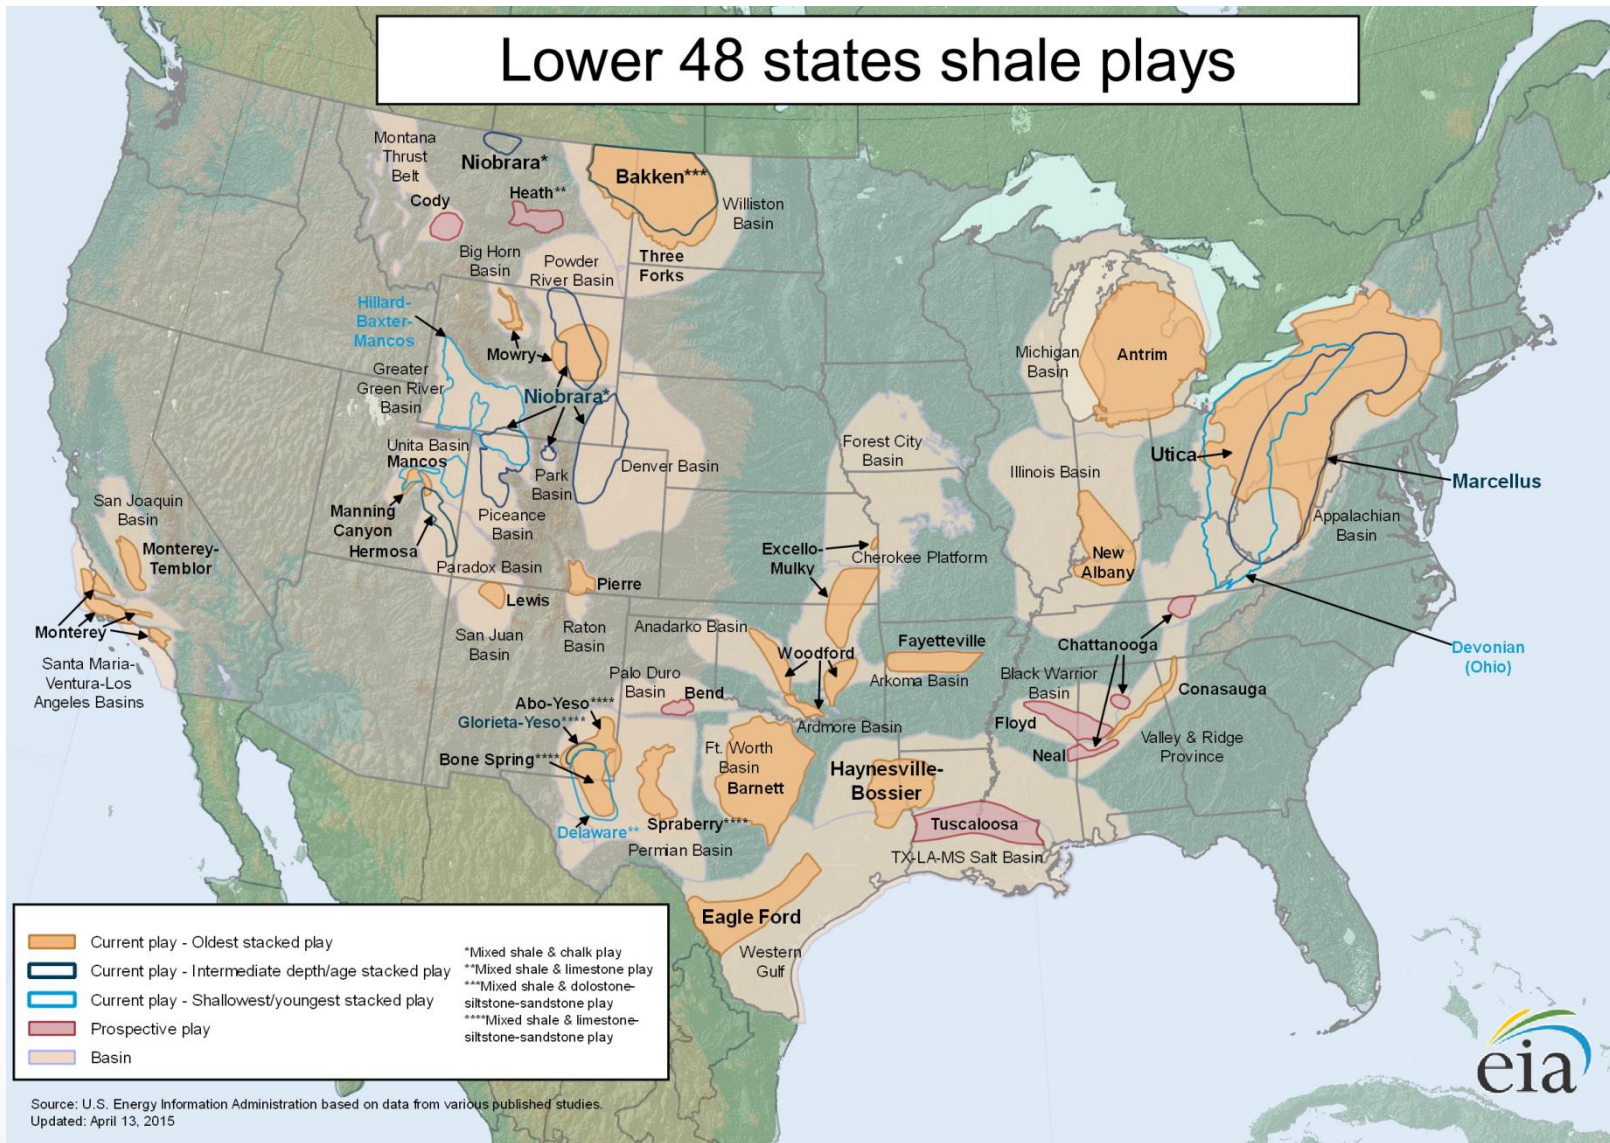 Lower 48 states shale plays
Montana
Thrust
Belt
Niobrara*
Cody
Heath**
Bakken***
Williston
Basin
Big Horn
Basin
Powder
River Basin
Three
Forks
Hillard-
Baxter-
Mancos
Mowry
Greater
Green River
Basin
Niobrara*
Michigan
Basin
Antrim
Unita Basin
Mancos
Park
Basin
Denver Basin
Forest City
Basin
Illinois Basin
Utica
Marcellus
San Joaquin
Basin
Manning
Canyon
Piceance
Basin
Hermosa
Appalachian
Basin
Monterey-
Temblor
Paradox Basin
Excello-
Mulky
Cherokee Platform
New
Albany
Pierre
Lewis
Monterey
San Juan
Basin
Raton
Basin
Anadarko Basin
Woodford
Fayetteville
Arkoma Basin
Chattanooga
Devonian
(Ohio)
Santa Maria-
Ventura-Los
Angeles Basins
Palo Duro
Basin
Bend
Black Warrior
Basin
Conasauga
Abo-Yeso****
Glorieta-Yeso****
Ardmore Basin
Floyd
Bone Spring****
Ft. Worth
Basin
Barnett
Neal
Valley & Ridge
Province
Haynesville-
Bossier
Delaware**
Spraberry****
Permian Basin
Tuscaloosa
TX-LA-MS Salt Basin
Eagle Ford
Western
Gulf
Current play - Oldest stacked play
Current play - Intermediate depth/age stacked play
Current play - Shallowest/youngest stacked play
Prospective play
Basin
*Mixed shale & chalk play
**Mixed shale & limestone play
***Mixed shale & dolostone-
siltstone-sandstone play
****Mixed shale & limestone-
siltstone-sandstone play
eia
Source: U.S. Energy Information Administration based on data from various published studies.
Updated: April 13, 2015